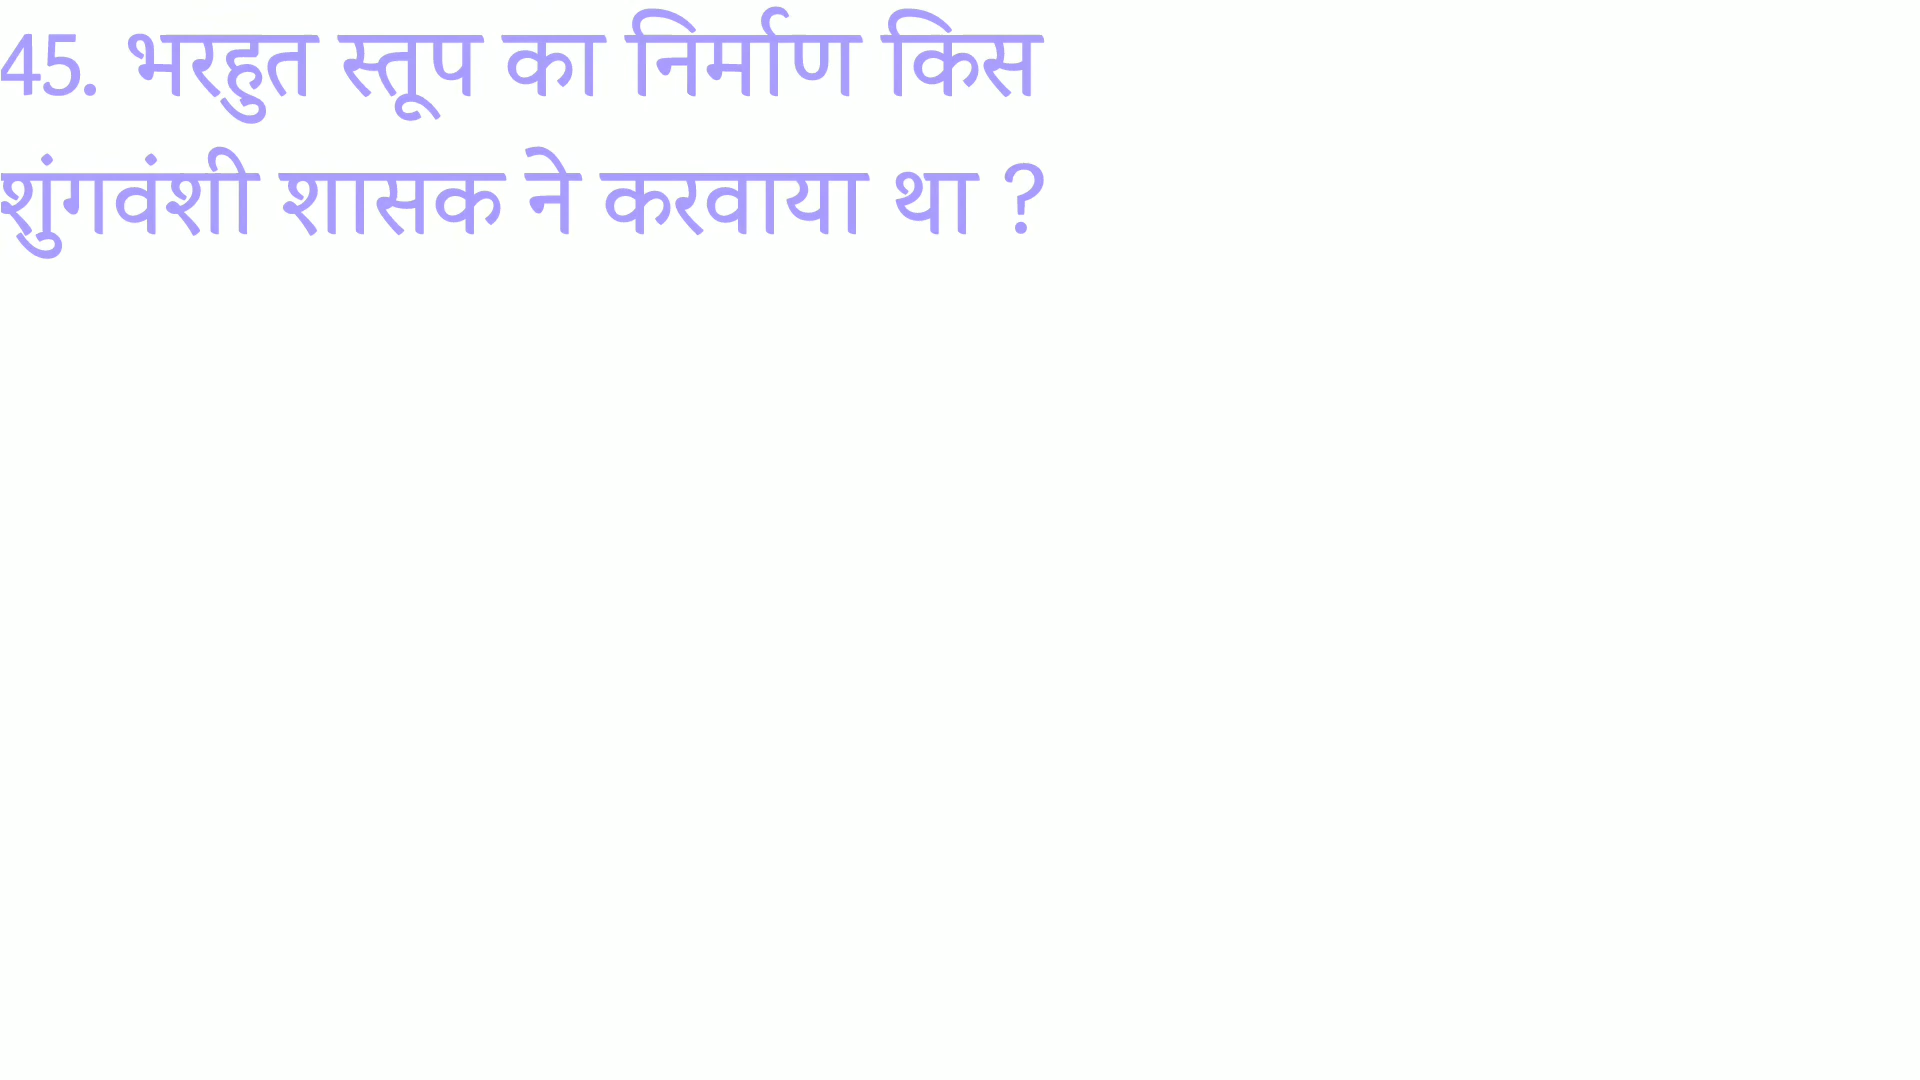 45. भरहुत स्तूप का निर्माण किस
शुंगवंशी शासक ने करवाया था ?